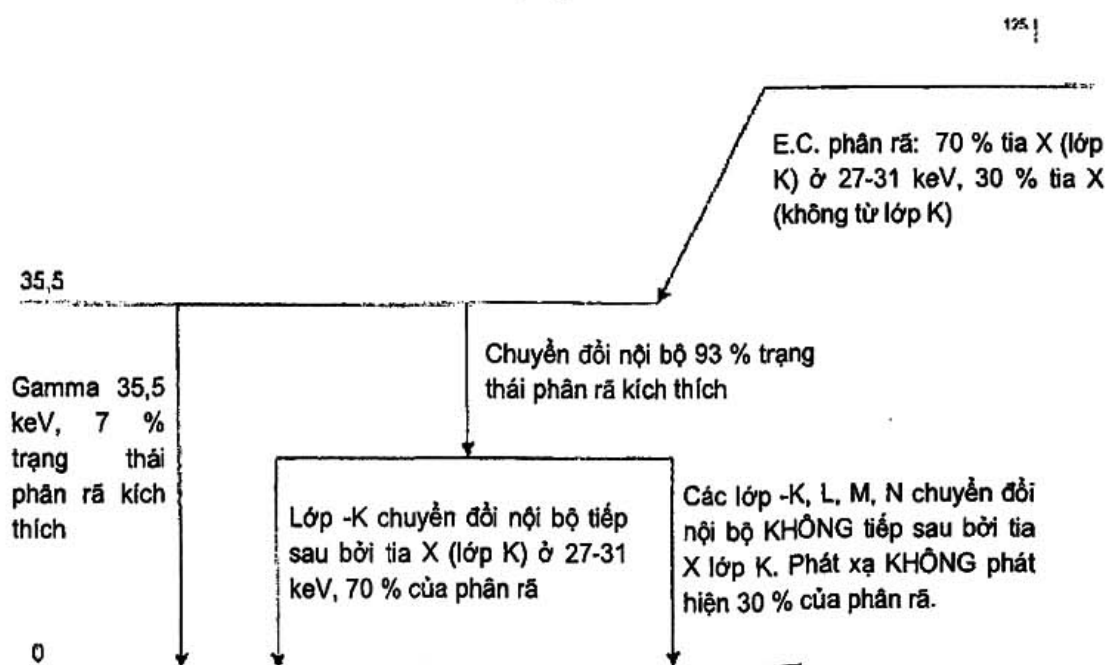 125 I
E.C. phân rã: 70 % tia X (lớp
K) ở 27-31 keV, 30 % tia X
(không từ lớp K)
35,5
Chuyển đổi nội bộ 93 % trạng
thái phân rã kích thích
Gamma 35,5
keV, 7 %
trạng thái
phân rã kích
thích
Lớp -K chuyển đổi nội bộ tiếp
sau bởi tia X (lớp K) ở 27-31
keV, 70 % của phân rã
Các lớp -K, L, M, N chuyển đổi
nội bộ KHÔNG tiếp sau bởi tia
X lớp K. Phát xạ KHÔNG phát
hiện 30 % của phân rã.
0